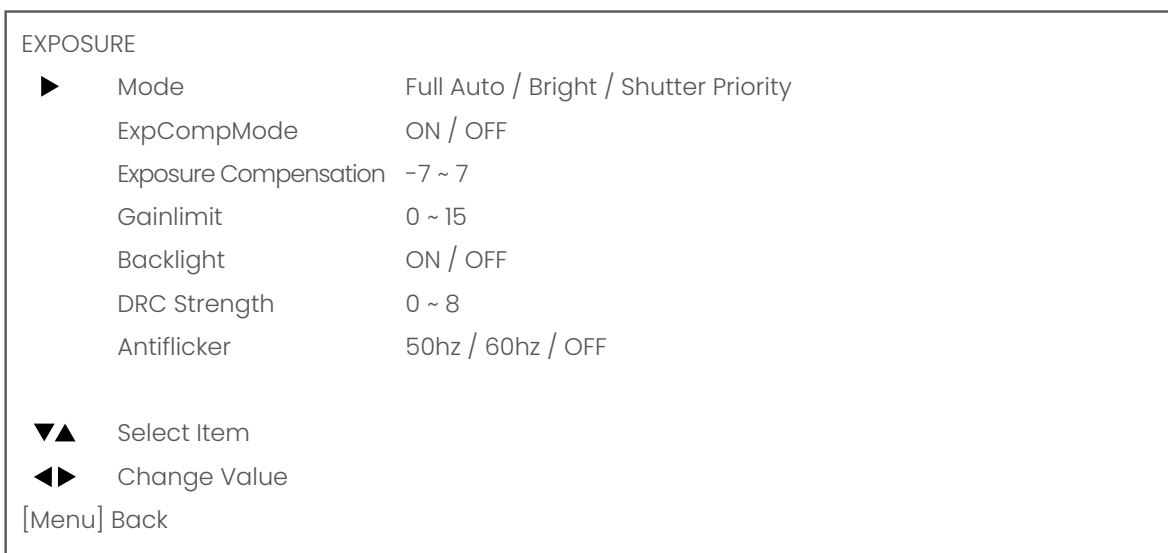 EXPOSURE
▶ Mode Full Auto / Bright / Shutter Priority
ExpCompMode ON / OFF
Exposure Compensation -7 ~ 7
Gainlimit 0 ~ 15
Backlight ON / OFF
DRC Strength 0 ~ 8
Antiflicker 50hz / 60hz / OFF
▼▲ Select Item
◀▶ Change Value
[Menu] Back